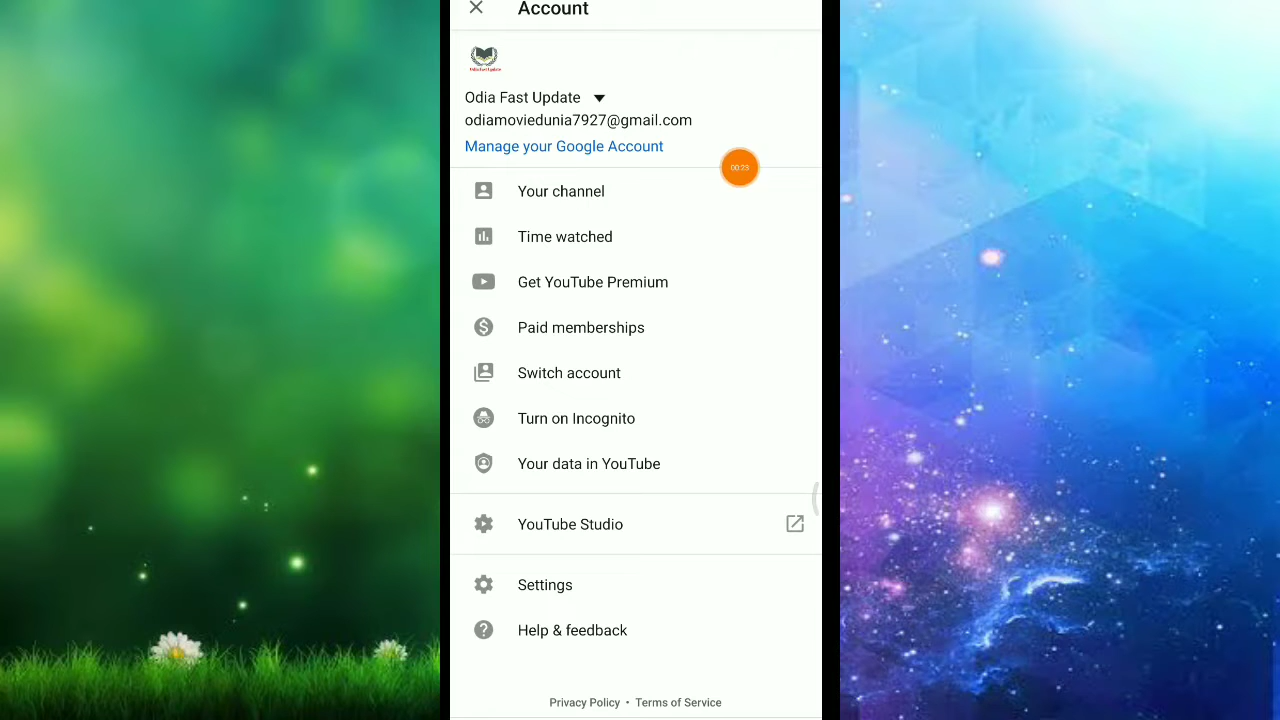 Account
Odia Fast Update
odiamoviedunia7927@gmail.com
Manage your Google Account
00:23
Your channel
Time watched
Get YouTube Premium
Paid memberships
Switch account
Turn on Incognito
Your data in YouTube
YouTube Studio
Settings
Help & feedback
Privacy Policy • Terms of Service